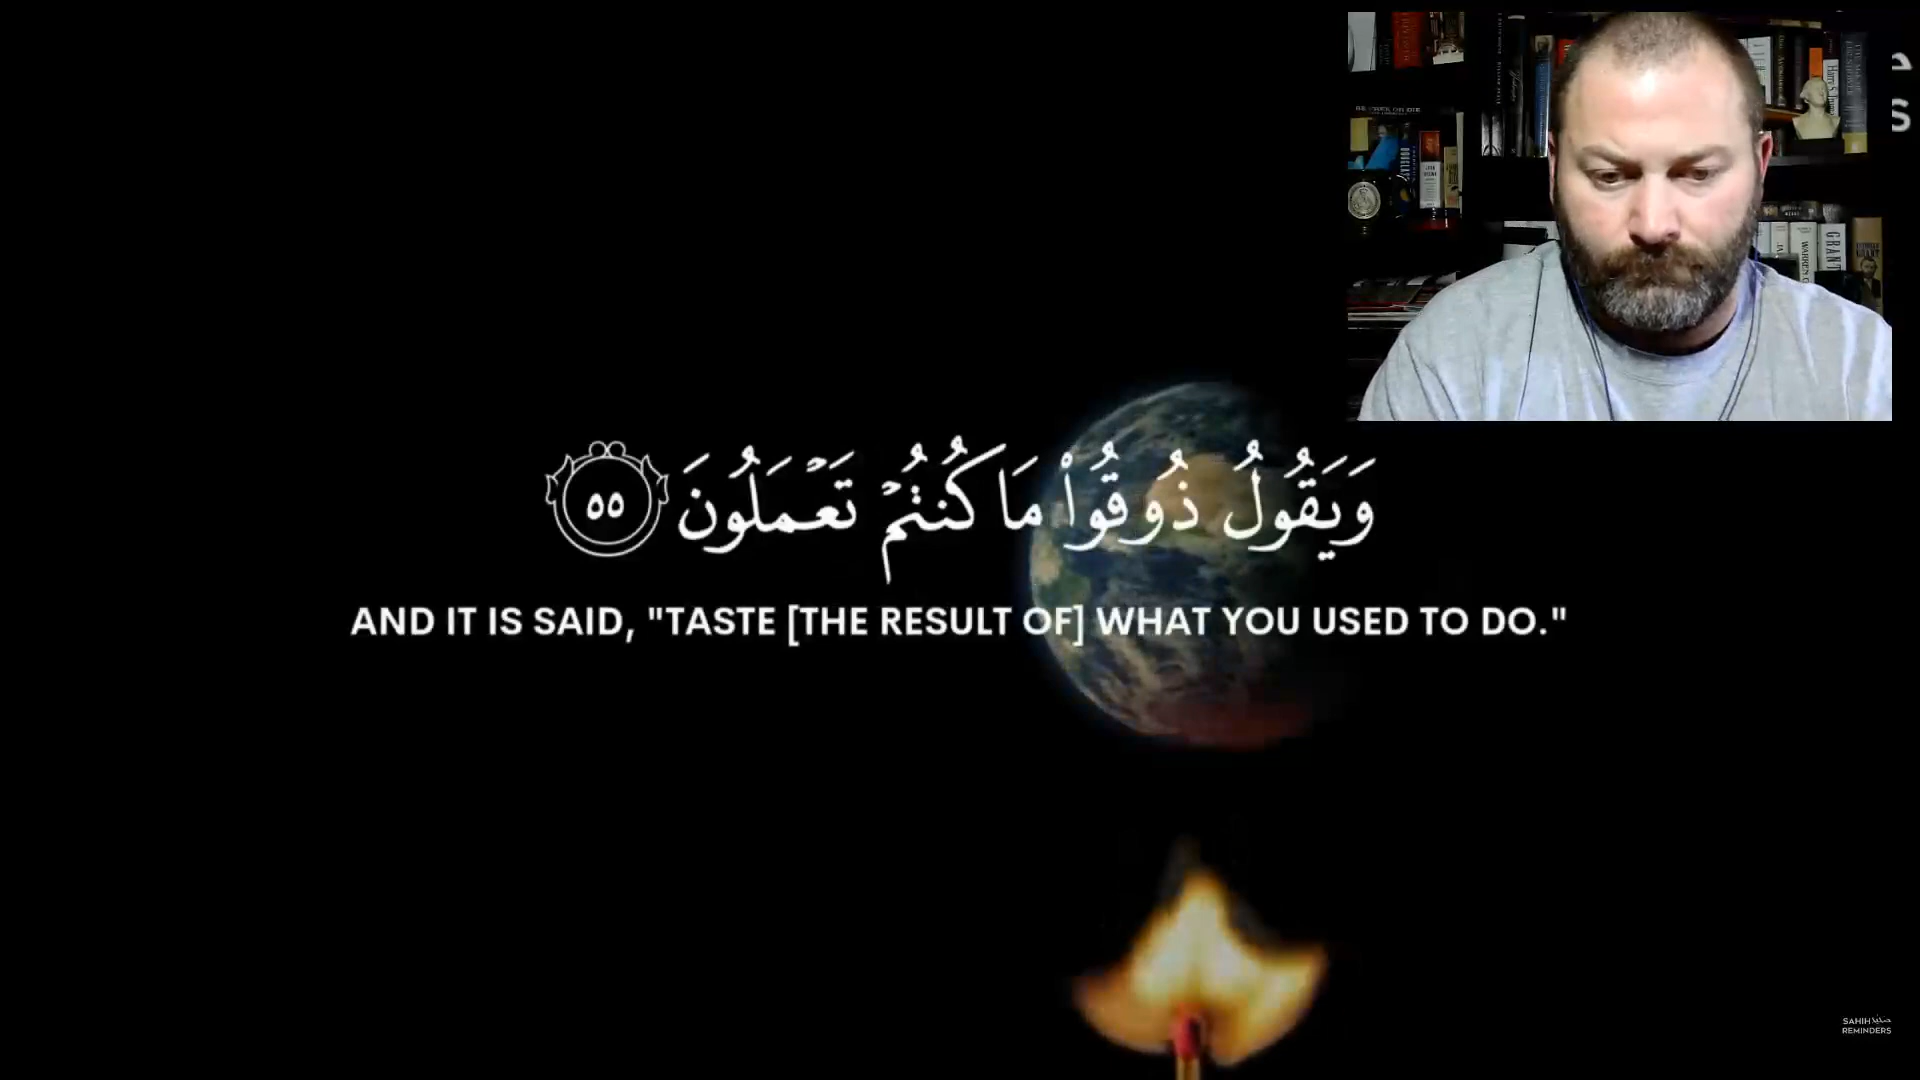 وَيَقُولُ ذُوقُوا۟ مَا كُنتُمْ تَعْمَلُونَ ٥٥
AND IT IS SAID, "TASTE [THE RESULT OF] WHAT YOU USED TO DO."
GRANT
SAHIH
REMINDERS